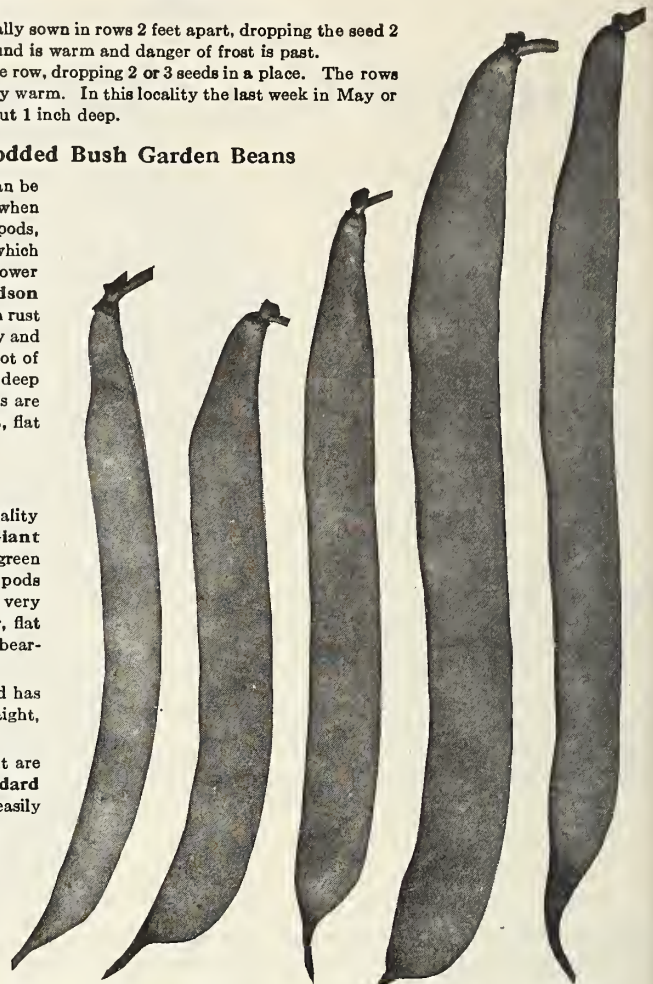 ally sown in rows 2 feet apart, dropping the seed 2
und is warm and danger of frost is past.
e row, dropping 2 or 3 seeds in a place. The rows
y warm. In this locality the last week in May or
ut 1 inch deep.
odded Bush Garden Beans
an be
when
pods,
which
ower
dson
rust
y and
ot of
deep
s are
, flat
ality
iant
green
pods
very
, flat
bear-
d has
ight,
t are
dard
easily